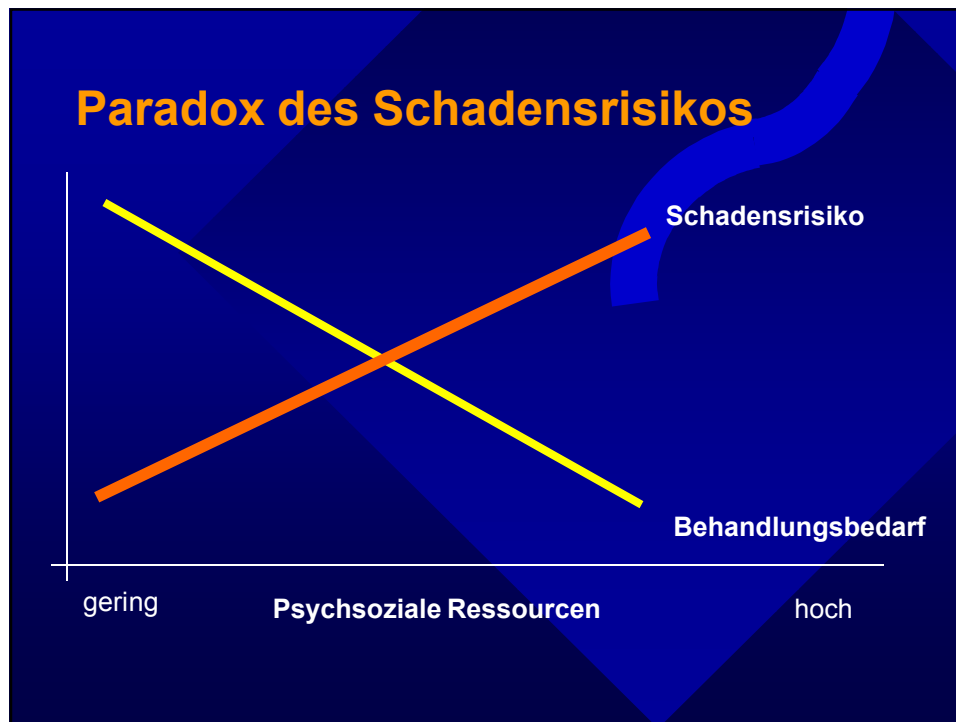 Paradox des Schadensrisikos
Schadensrisiko
Behandlungsbedarf
gering
Psychsoziale Ressourcen
hoch